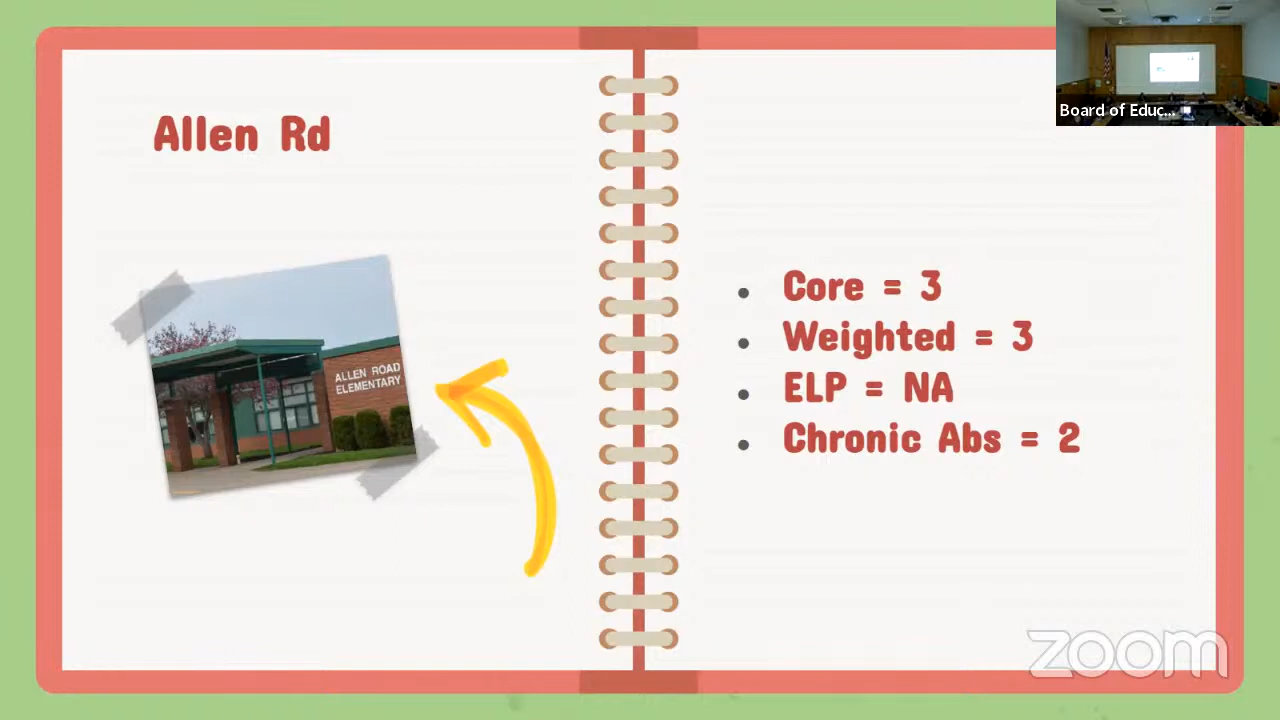 Allen Rd
ALLEN ROAD
ELEMENTARY
Core = 3
Weighted = 3
ELP = NA
Chronic Abs = 2
Board of Educ...
zoom